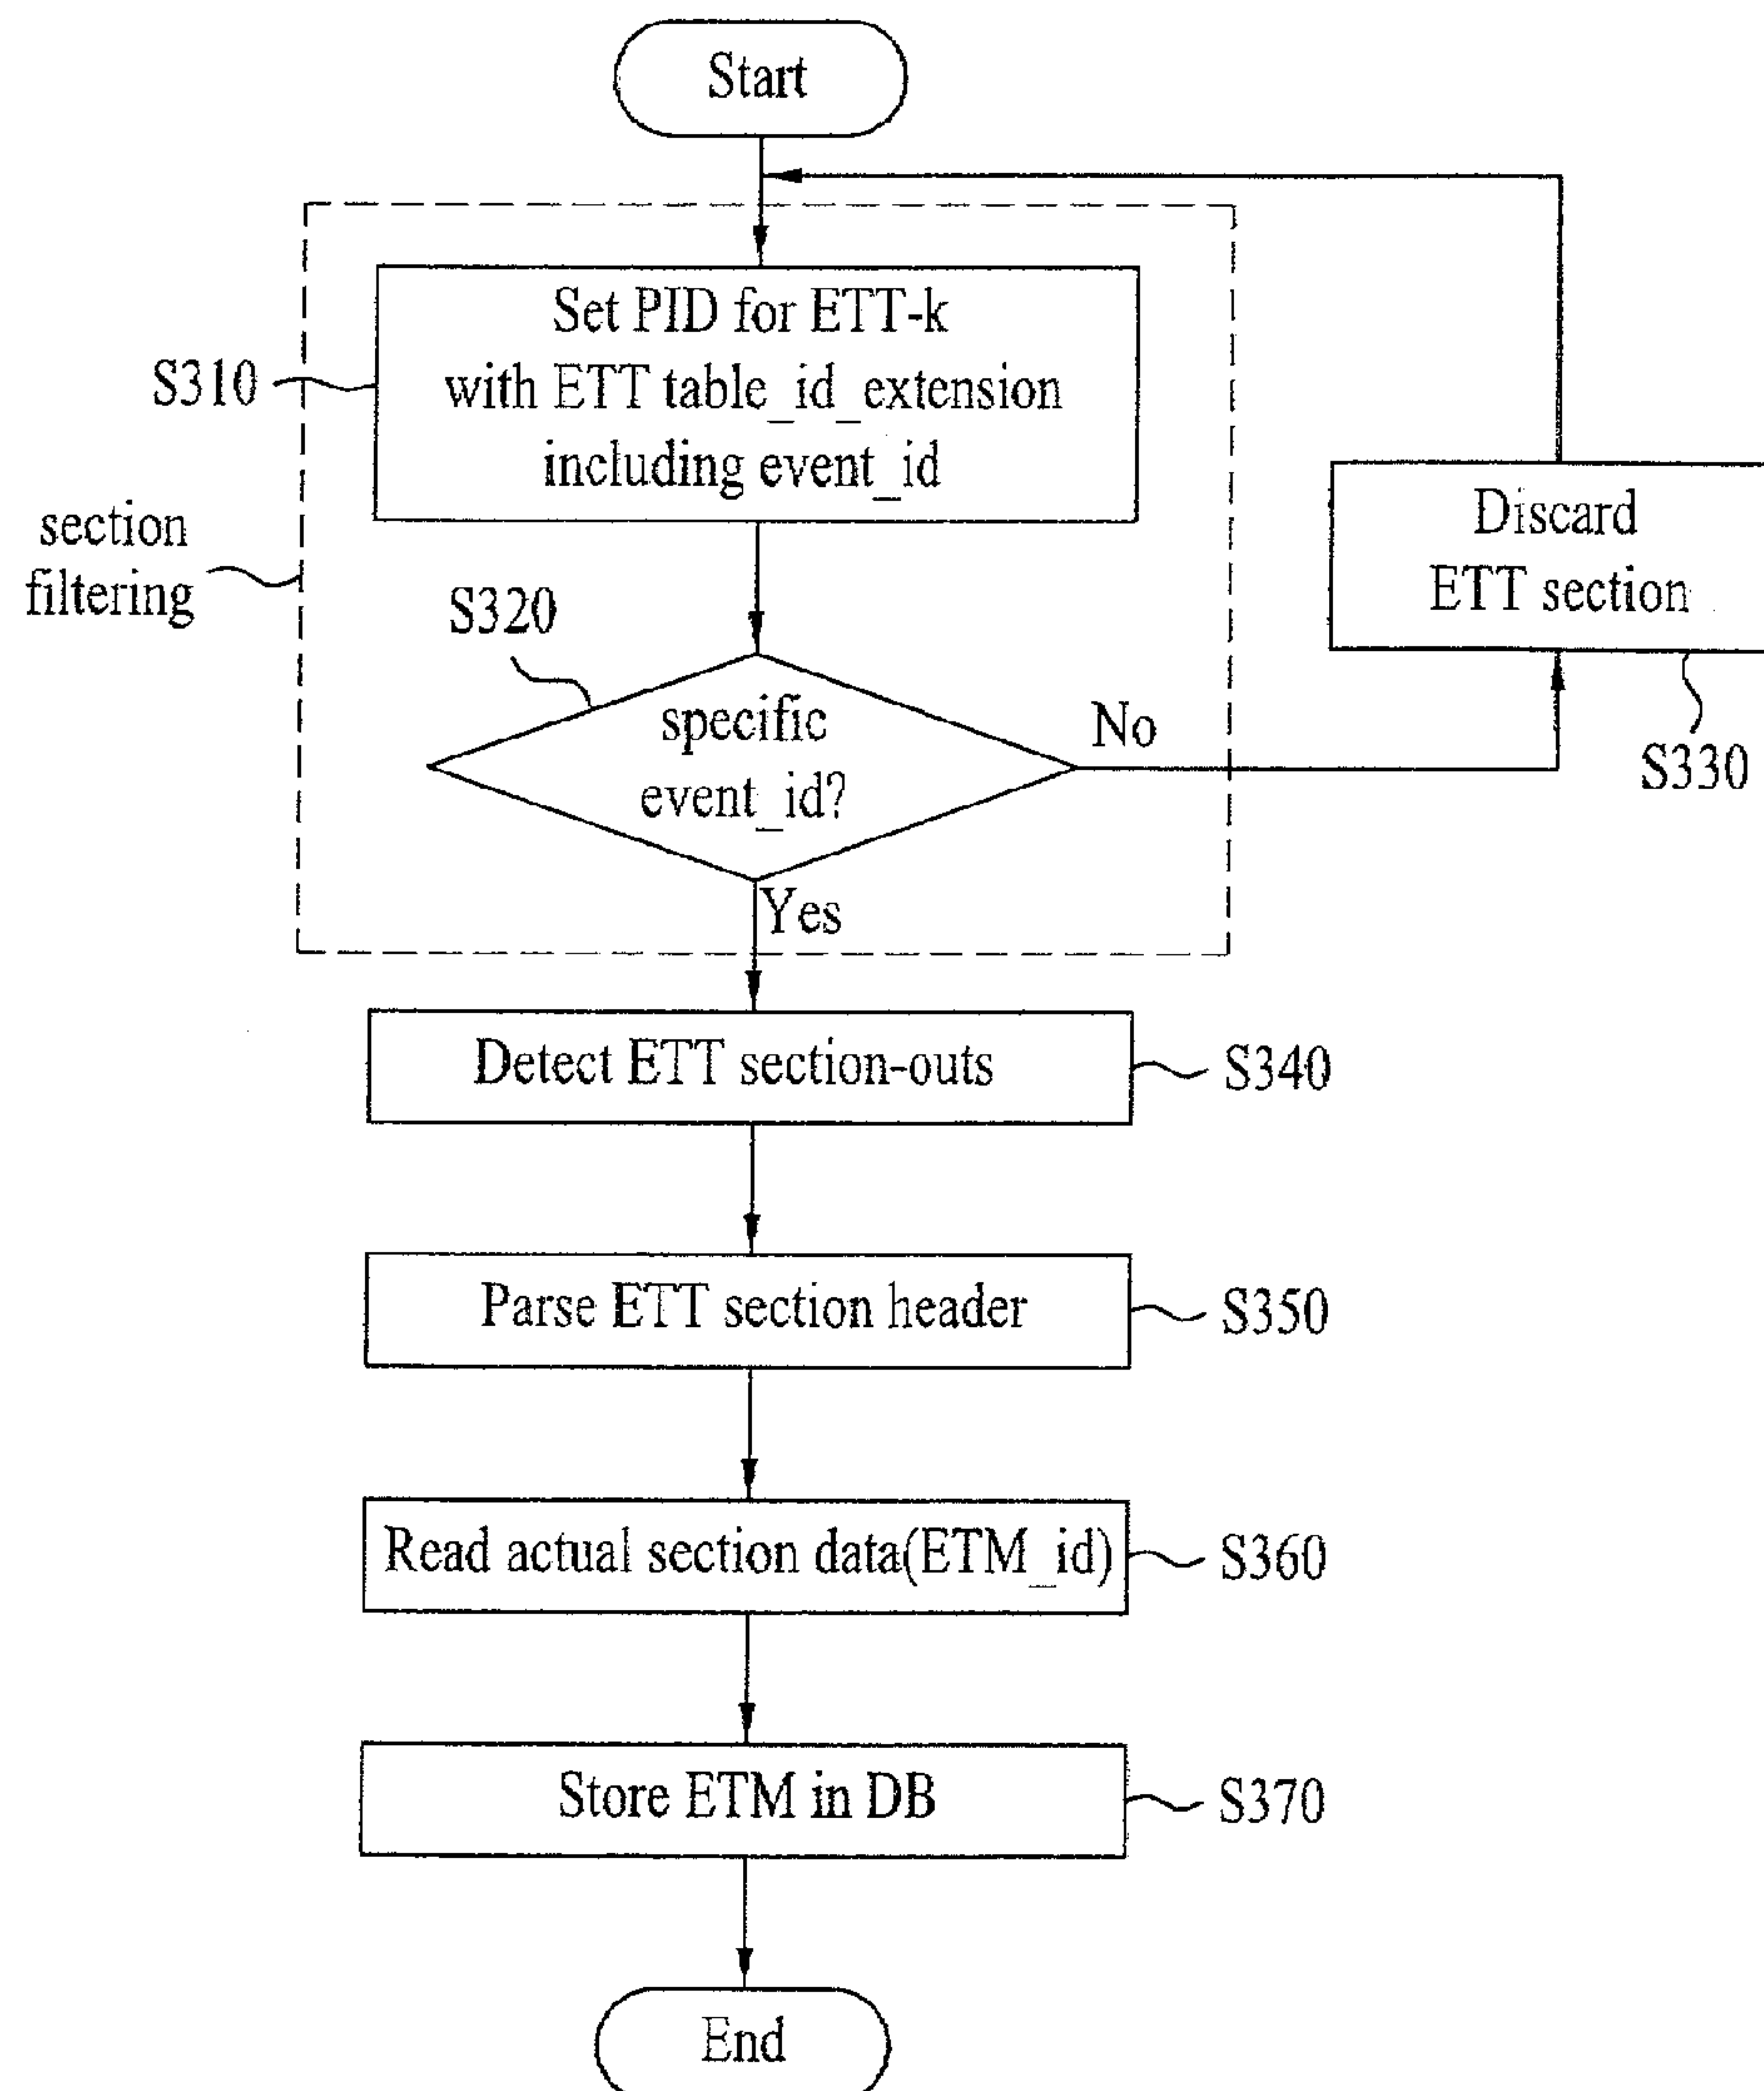 Start
Set PID for ETT-k
with ETT table_id_extension
including event_id
S310
section
filtering
S320
specific
event_id?
No
Yes
Discard
ETT section
S330
Detect ETT section-outs
S340
Parse ETT section header
S350
Read actual section data(ETM_id)
S360
Store ETM in DB
S370
End